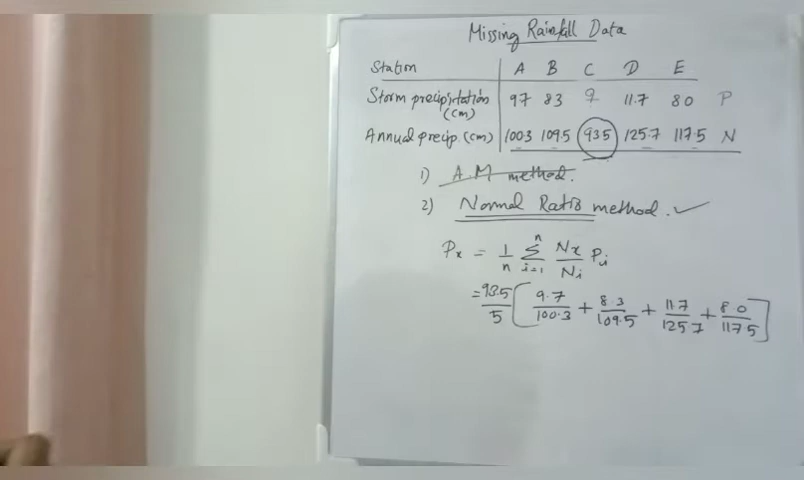 Missing Rainfall Data
Station A B C D E
Storm precipitation (cm) 9.7 8.3 ? 11.7 8.0 P
Annual precip. (cm) 100.3 109.5 93.5 125.7 117.5 N
1) A.M method.
2) Normal Ratio method. ✓
Px = 1/n Σ i=1 n Nx/Ni Pi
= 93.5/5 [ 9.7/100.3 + 8.3/109.5 + 11.7/125.7 + 8.0/117.5 ]